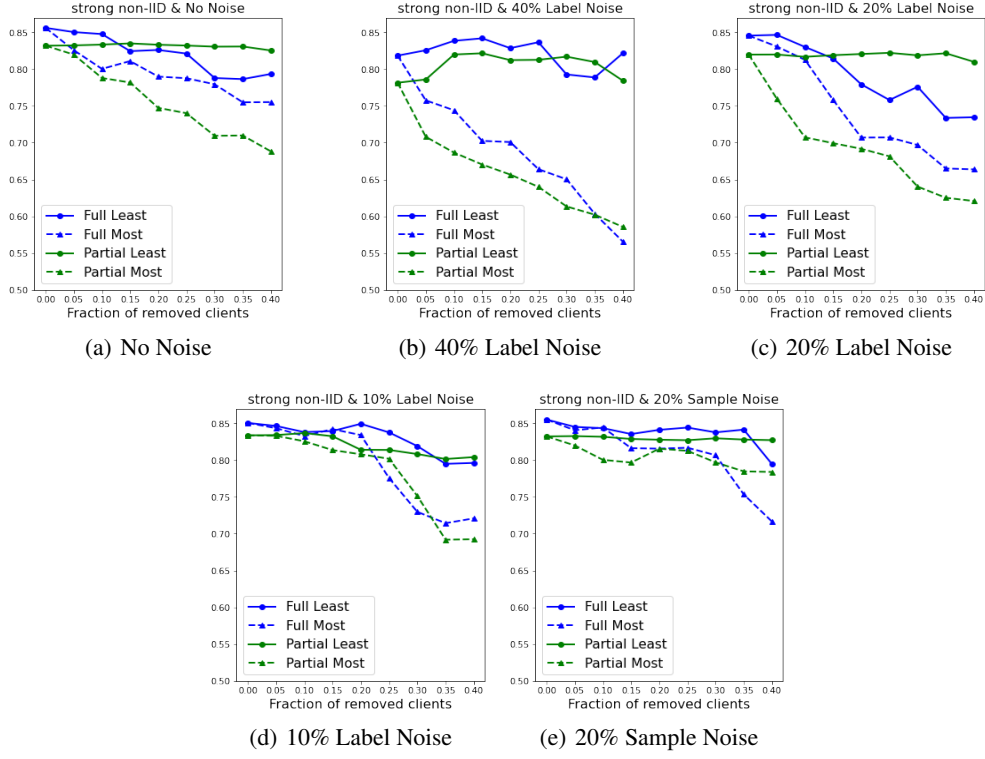 strong non-IID & No Noise
0.85
0.80
0.75
0.70
0.65
0.60
0.55
0.50
Full Least
Full Most
Partial Least
Partial Most
0.00 0.05 0.10 0.15 0.20 0.25 0.30 0.35 0.40
Fraction of removed clients
(a) No Noise
strong non-IID & 40% Label Noise
0.85
0.80
0.75
0.70
0.65
0.60
0.55
0.50
Full Least
Full Most
Partial Least
Partial Most
0.00 0.05 0.10 0.15 0.20 0.25 0.30 0.35 0.40
Fraction of removed clients
(b) 40% Label Noise
strong non-IID & 20% Label Noise
0.85
0.80
0.75
0.70
0.65
0.60
0.55
0.50
Full Least
Full Most
Partial Least
Partial Most
0.00 0.05 0.10 0.15 0.20 0.25 0.30 0.35 0.40
Fraction of removed clients
(c) 20% Label Noise
strong non-IID & 10% Label Noise
0.85
0.80
0.75
0.70
0.65
0.60
0.55
0.50
Full Least
Full Most
Partial Least
Partial Most
0.00 0.05 0.10 0.15 0.20 0.25 0.30 0.35 0.40
Fraction of removed clients
(d) 10% Label Noise
strong non-IID & 20% Sample Noise
0.85
0.80
0.75
0.70
0.65
0.60
0.55
0.50
Full Least
Full Most
Partial Least
Partial Most
0.00 0.05 0.10 0.15 0.20 0.25 0.30 0.35 0.40
Fraction of removed clients
(e) 20% Sample Noise